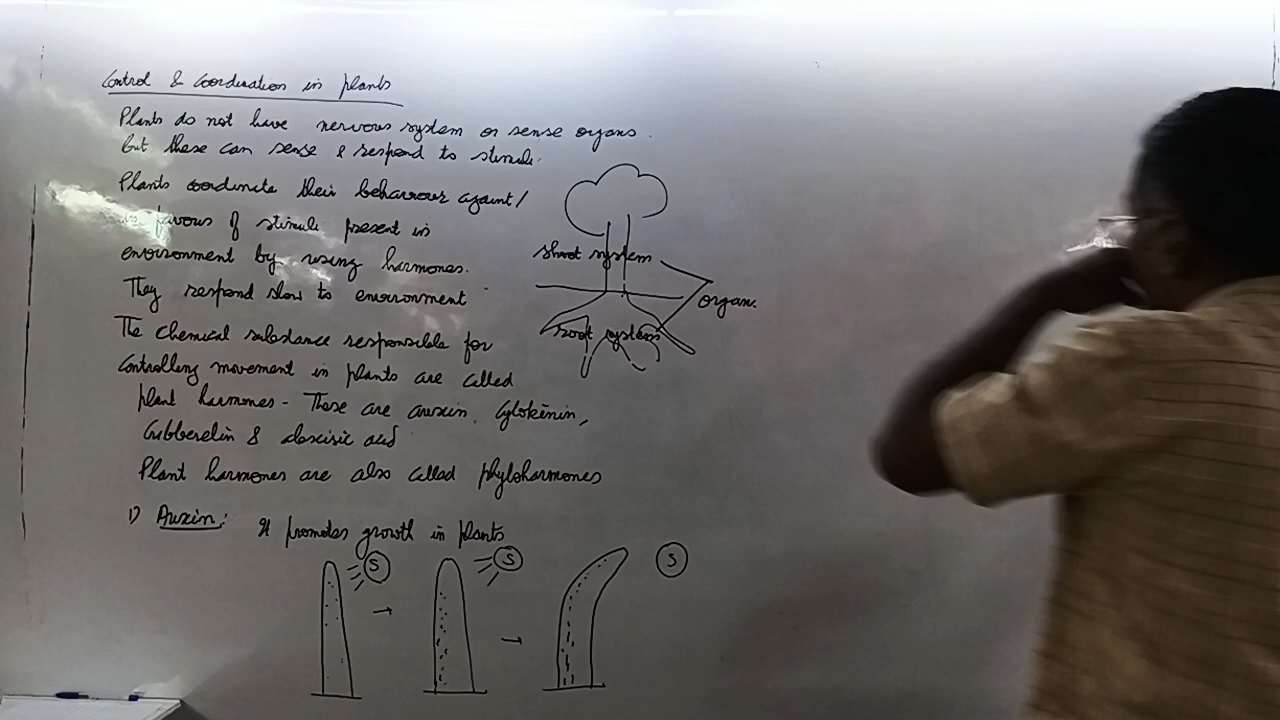 Control & Coordination in plants
Plants do not have nervous system or sense organs.
But these can sense & respond to stimuli.
Plants coordinate their behaviour against /
favour of stimuli present in
environment by using harmones.
They respond slow to environment
The chemical substance responsible for
controlling movement in plants are called
plant harmones - These are auxin, Cytokinin,
Gibberelin & abscisic acid
Plant harmones are also called phytoharmones
1) Auxin: It promotes growth in plants
shoot system
organ.
root system
S
S
S